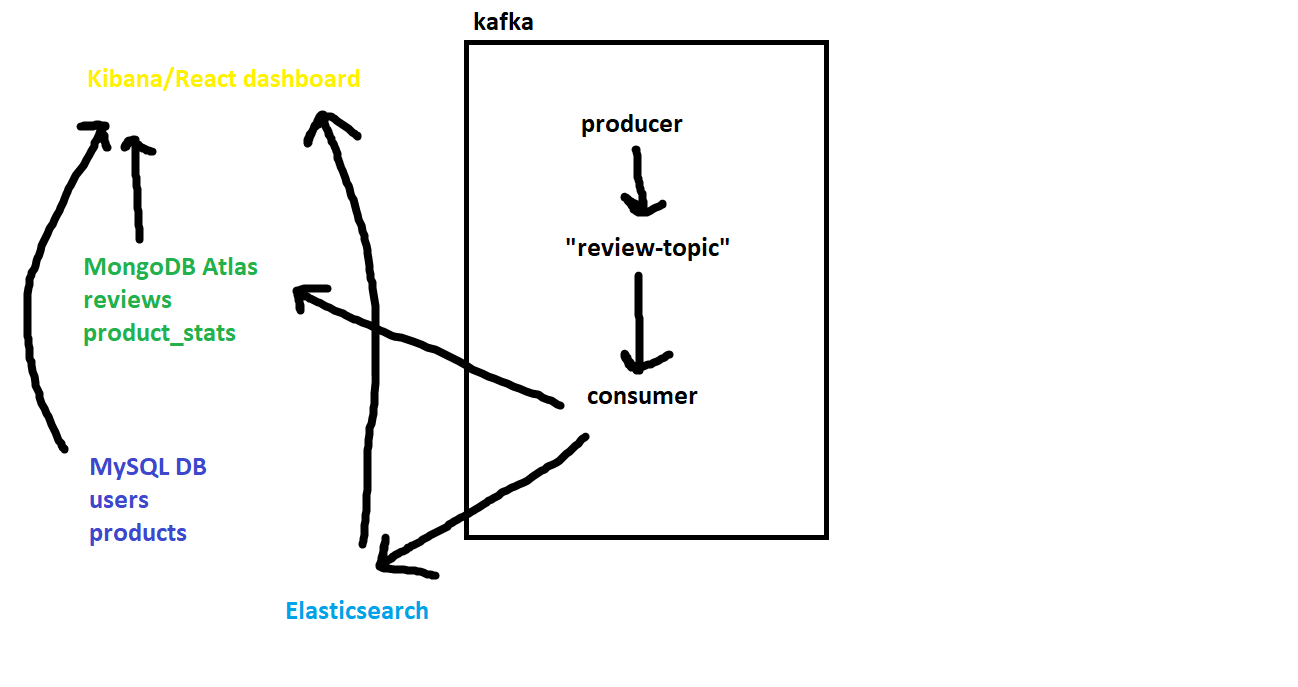 kafka
Kibana/React dashboard
producer
"review-topic"
MongoDB Atlas
reviews
product_stats
consumer
MySQL DB
users
products
Elasticsearch